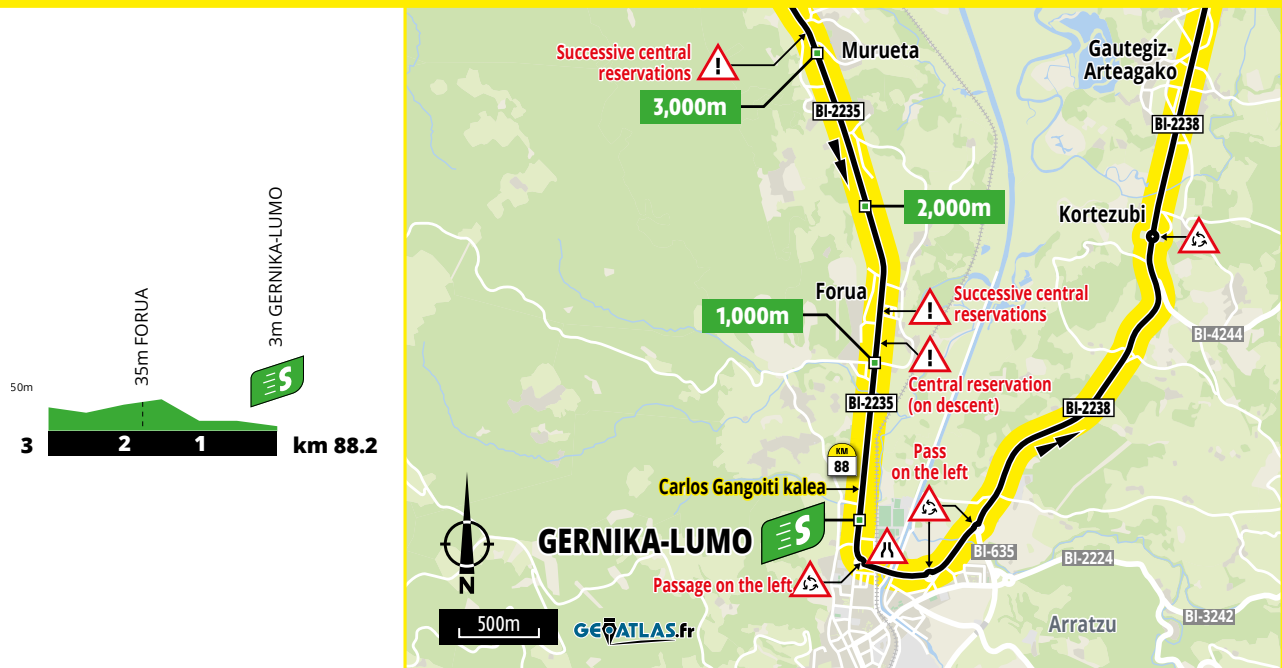 50m
35m FORUA
3m GERNIKA-LUMO
S
3 2 1 km 88.2
Successive central
reservations
!
3,000m
Murueta
BI-2235
Gautegiz-
Arteagako
BI-2238
2,000m
Kortezubi
Forua
1,000m
!
Successive central
reservations
!
Central reservation
(on descent)
BI-4244
BI-2235
BI-2238
KM
88
Pass
on the left
Carlos Gangoiti kalea
GERNIKA-LUMO
S
BI-635
BI-2224
Passage on the left
BI-3242
Arratzu
N
500m
GEOATLAS.fr